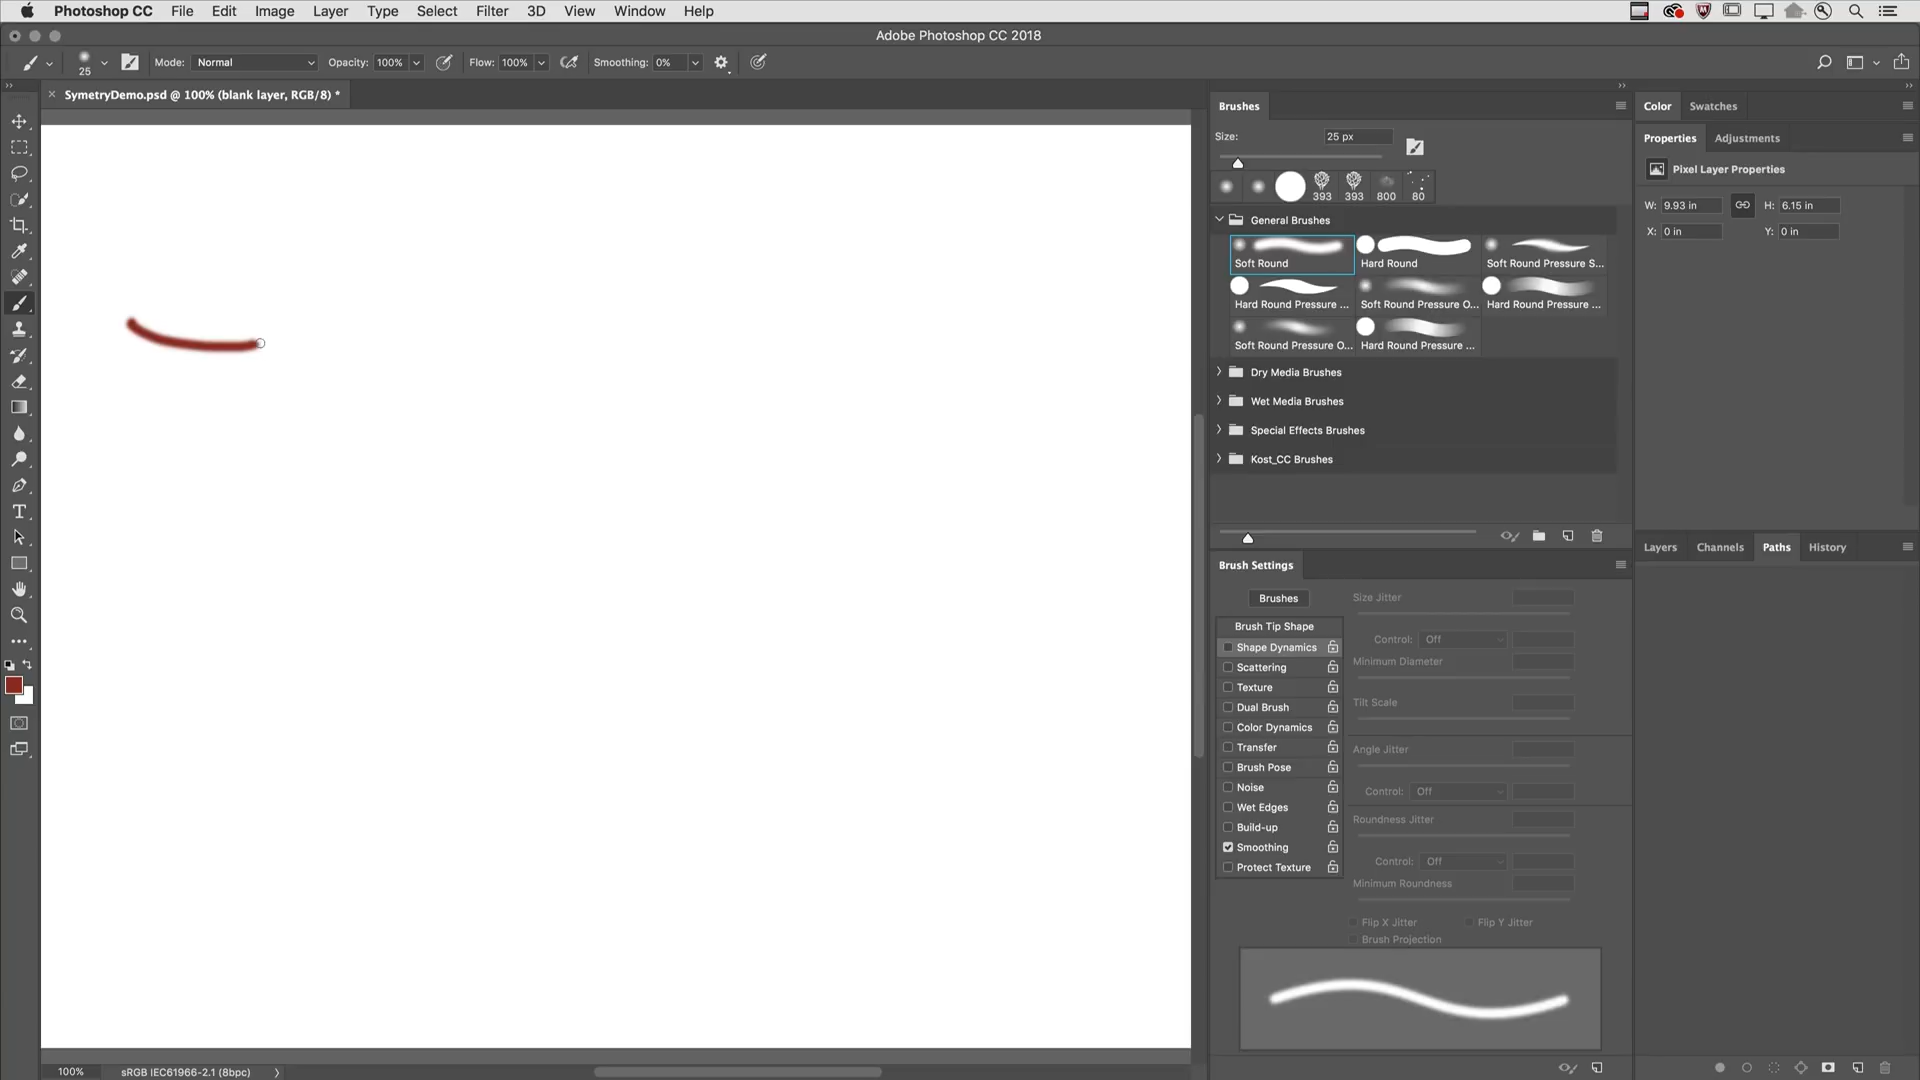 Photoshop CC File Edit Image Layer Type Select Filter 3D View Window Help
Adobe Photoshop CC 2018
25 Mode: Normal Opacity: 100% Flow: 100% Smoothing: 0%
SymetryDemo.psd @ 100% (blank layer, RGB/8) *
Brushes
Size: 25 px
393 393 800 80
General Brushes
Soft Round Hard Round Soft Round Pressure S...
Hard Round Pressure ... Soft Round Pressure O... Hard Round Pressure ...
Soft Round Pressure O... Hard Round Pressure ...
Dry Media Brushes
Wet Media Brushes
Special Effects Brushes
Kost_CC Brushes
Brush Settings
Brushes
Brush Tip Shape
Shape Dynamics
Scattering
Texture
Dual Brush
Color Dynamics
Transfer
Brush Pose
Noise
Wet Edges
Build-up
Smoothing
Protect Texture
Size Jitter
Control: Off
Minimum Diameter
Tilt Scale
Angle Jitter
Control: Off
Roundness Jitter
Control: Off
Minimum Roundness
Flip X Jitter Flip Y Jitter
Brush Projection
Color Swatches
Properties Adjustments
Pixel Layer Properties
W: 9.93 in H: 6.15 in
X: 0 in Y: 0 in
Layers Channels Paths History
100% sRGB IEC61966-2.1 (8bpc)